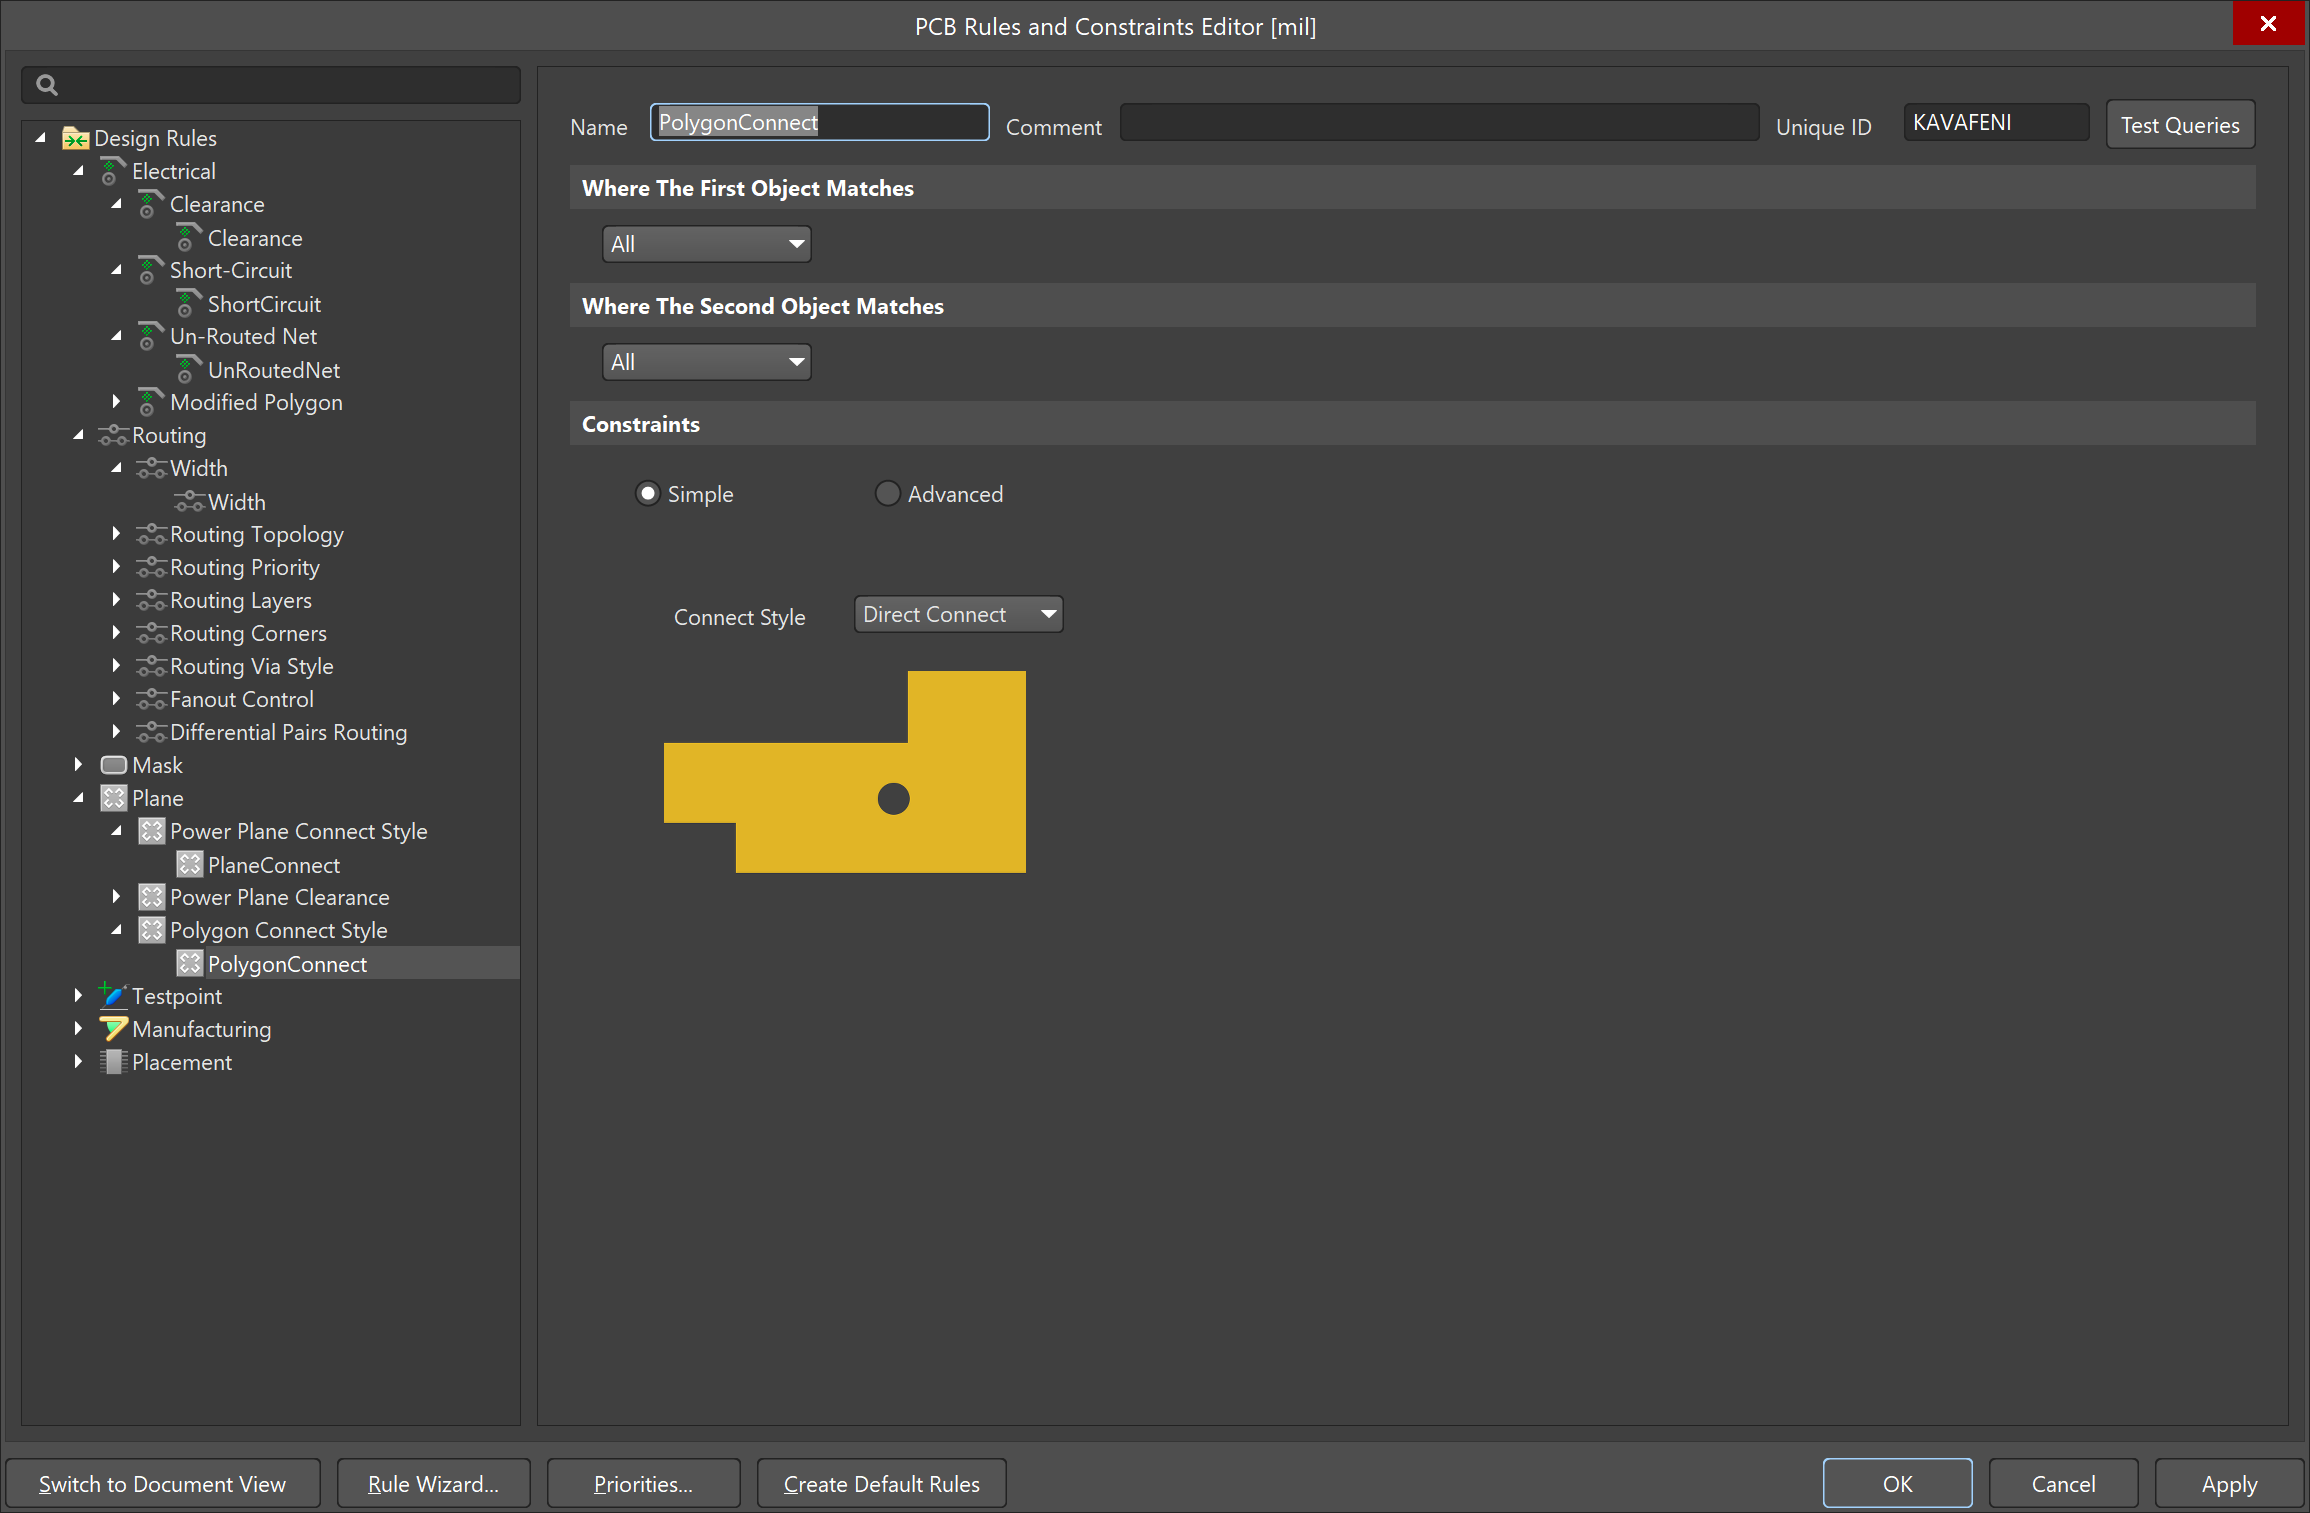 PCB Rules and Constraints Editor [mil]
Design Rules
Electrical
Clearance
Clearance
Short-Circuit
ShortCircuit
Un-Routed Net
UnRoutedNet
Modified Polygon
Routing
Width
Width
Routing Topology
Routing Priority
Routing Layers
Routing Corners
Routing Via Style
Fanout Control
Differential Pairs Routing
Mask
Plane
Power Plane Connect Style
PlaneConnect
Power Plane Clearance
Polygon Connect Style
PolygonConnect
Testpoint
Manufacturing
Placement
Name PolygonConnect Comment Unique ID KAVAFENI Test Queries
Where The First Object Matches
All
Where The Second Object Matches
All
Constraints
Simple Advanced
Connect Style Direct Connect
Switch to Document View Rule Wizard... Priorities... Create Default Rules OK Cancel Apply